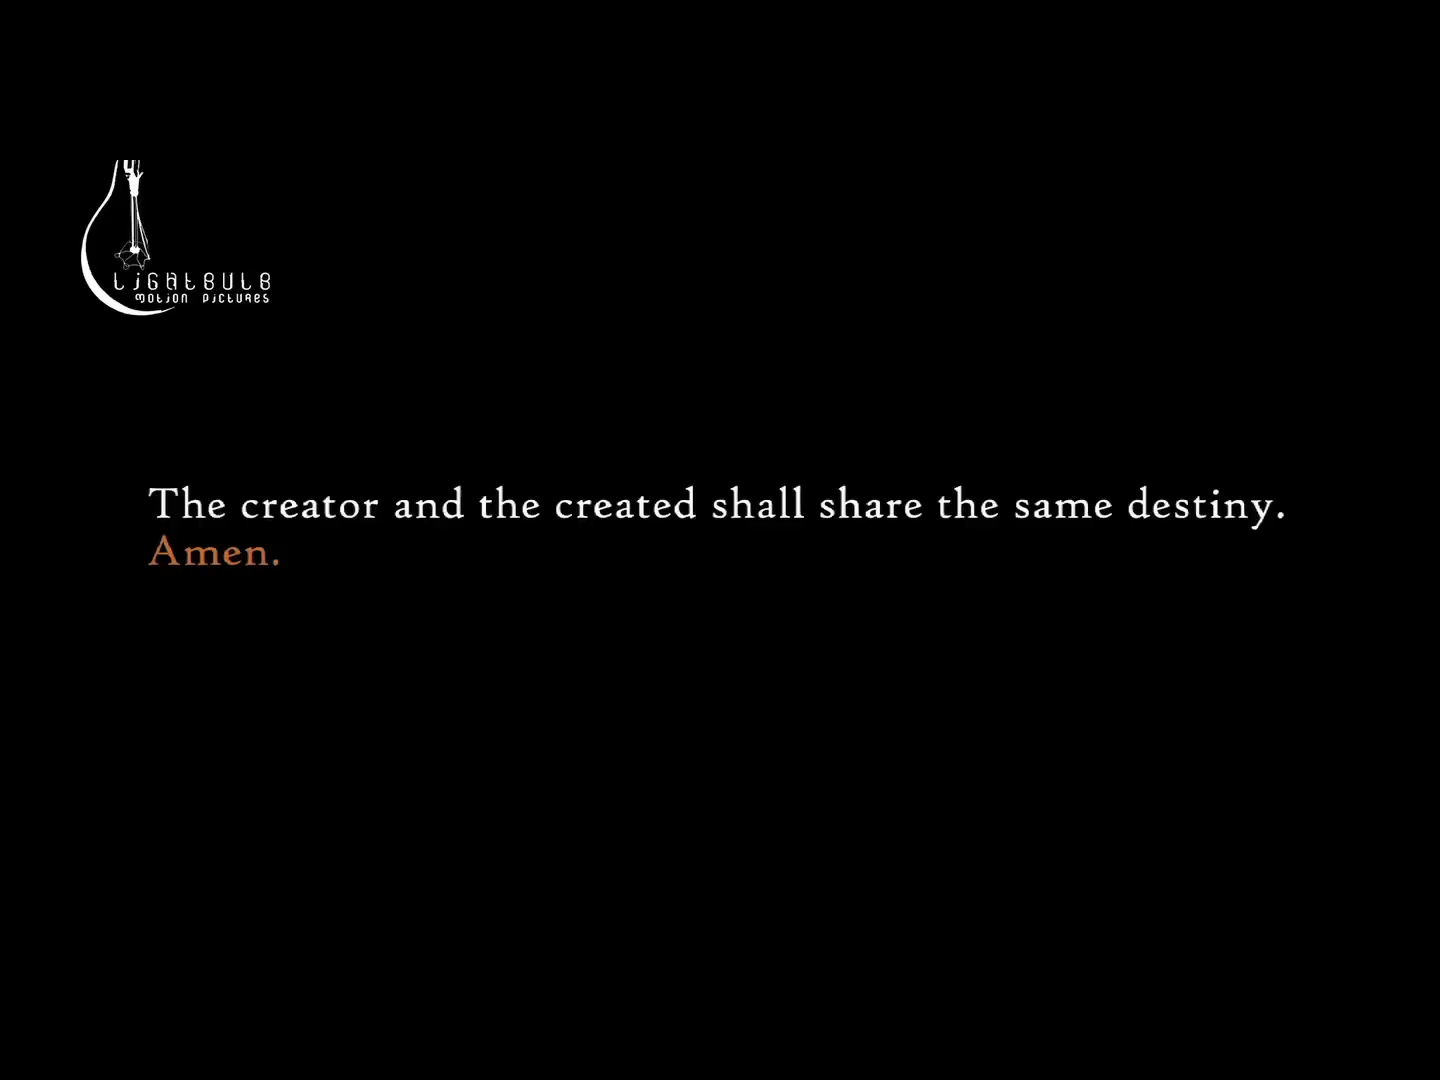 LIGHTBULB
MOTION PICTURES
The creator and the created shall share the same destiny.
Amen.